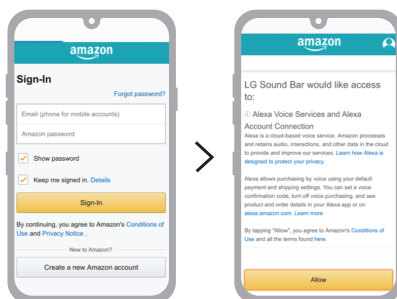 amazon
Sign-In
Forgot password?
Email (phone for mobile accounts)
Amazon password
Show password
Keep me signed in. Details
Sign-In
By continuing, you agree to Amazon's Conditions of
Use and Privacy Notice .
New to Amazon?
Create a new Amazon account
amazon
LG Sound Bar would like access
to:
Alexa Voice Services and Alexa
Account Connection
Alexa is a cloud-based voice service. Amazon processes
and retains audio, interactions, and other data in the cloud
to provide and improve our services. Learn how Alexa is
designed to protect your privacy.
Alexa allows purchasing by voice using your default
payment and shipping settings. You can set a voice
confirmation code, turn off voice purchasing, and see
product and order details in your Alexa app or on
alexa.amazon.com. Learn more
By tapping "Allow", you agree to Amazon's Conditions of
Use and all the terms found here.
Allow